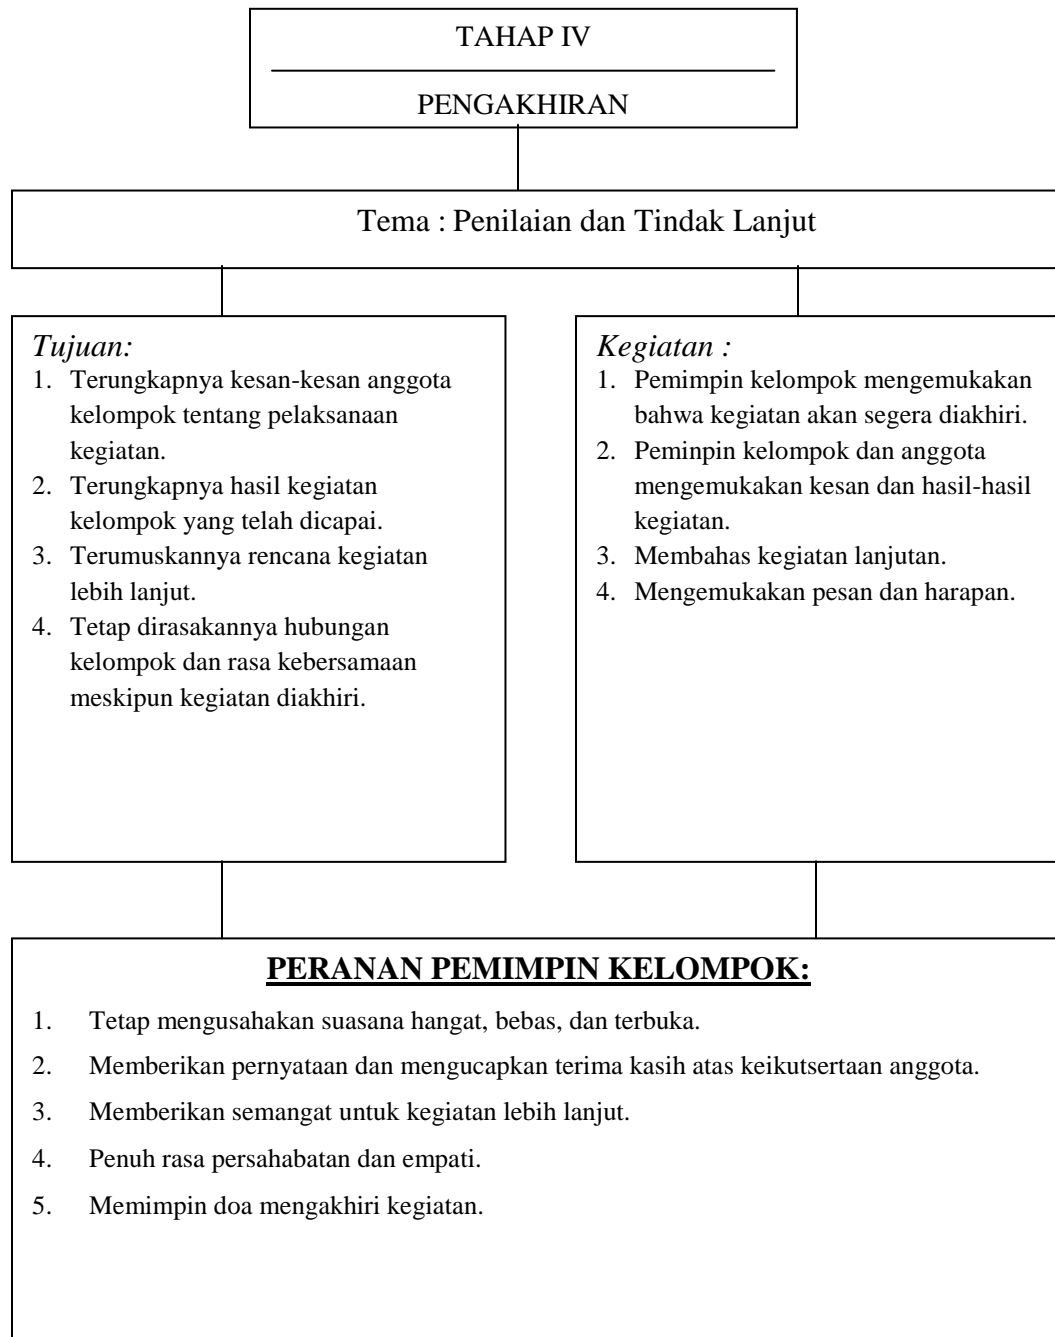 TAHAP IV
PENGAKHIRAN
Tema : Penilaian dan Tindak Lanjut
Tujuan:
1. Terungkapnya kesan-kesan anggota
kelompok tentang pelaksanaan
kegiatan.
2. Terungkapnya hasil kegiatan
kelompok yang telah dicapai.
3. Terumuskannya rencana kegiatan
lebih lanjut.
4. Tetap dirasakannya hubungan
kelompok dan rasa kebersamaan
meskipun kegiatan diakhiri.
Kegiatan :
1. Pemimpin kelompok mengemukakan
bahwa kegiatan akan segera diakhiri.
2. Peminpin kelompok dan anggota
mengemukakan kesan dan hasil-hasil
kegiatan.
3. Membahas kegiatan lanjutan.
4. Mengemukakan pesan dan harapan.
PERANAN PEMIMPIN KELOMPOK:
1. Tetap mengusahakan suasana hangat, bebas, dan terbuka.
2. Memberikan pernyataan dan mengucapkan terima kasih atas keikutsertaan anggota.
3. Memberikan semangat untuk kegiatan lebih lanjut.
4. Penuh rasa persahabatan dan empati.
5. Memimpin doa mengakhiri kegiatan.